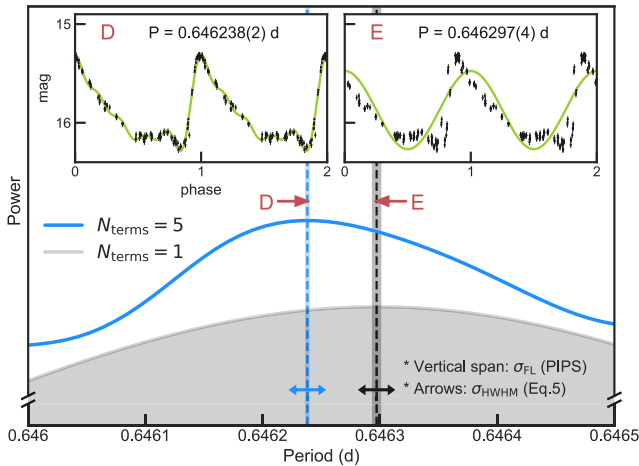 D P = 0.646238(2) d
E P = 0.646297(4) d
15
16
mag
0 1 2
phase
0 1 2
D E
Power
N_terms = 5
N_terms = 1
* Vertical span: σ_FL (PIPS)
* Arrows: σ_HWHM (Eq.5)
0.646 0.6461 0.6462 0.6463 0.6464 0.6465
Period (d)